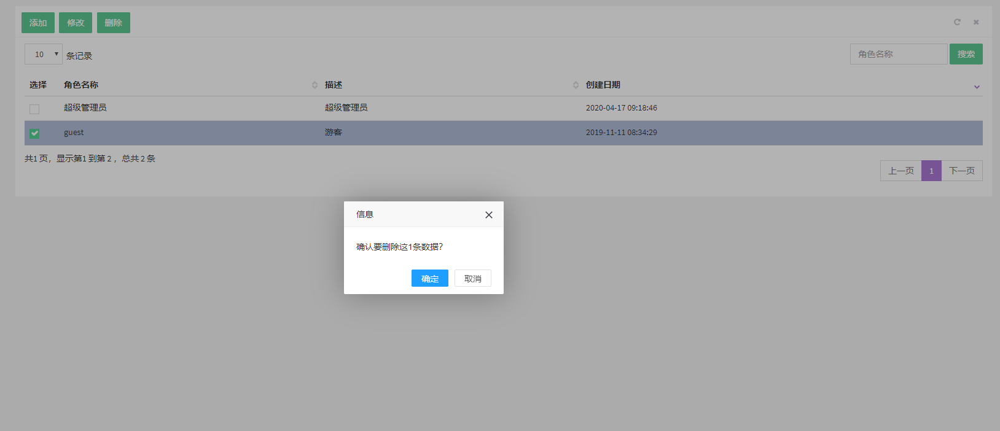 添加 修改 删除
10 条记录 角色名称 搜索
选择 角色名称 描述 创建日期
超级管理员 超级管理员 2020-04-17 09:18:46
guest 游客 2019-11-11 08:34:29
共1 页，显示第1 到第 2 ，总共 2 条
上一页 1 下一页
信息
确认要删除这1条数据?
确定 取消